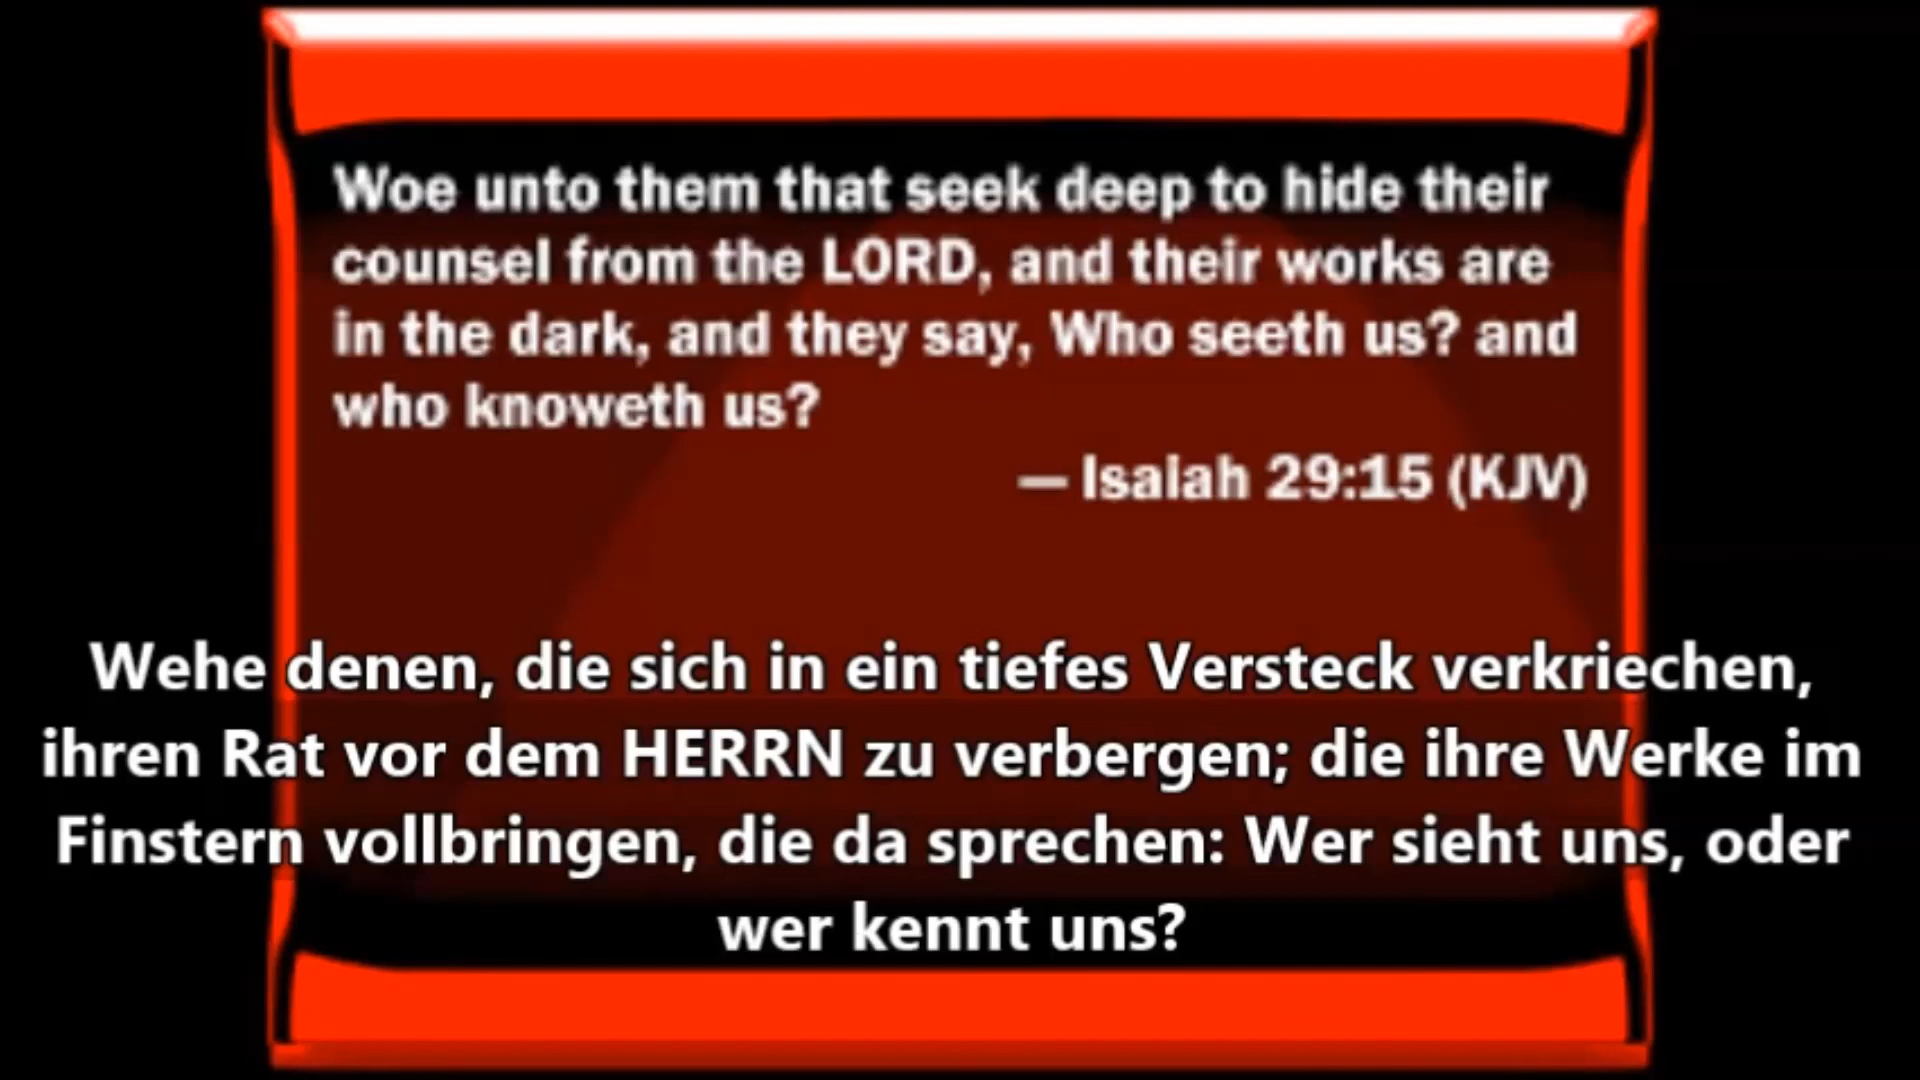 Woe unto them that seek deep to hide their
counsel from the LORD, and their works are
in the dark, and they say, Who seeth us? and
who knoweth us?
— Isaiah 29:15 (KJV)
Wehe denen, die sich in ein tiefes Versteck verkriechen,
ihren Rat vor dem HERRN zu verbergen; die ihre Werke im
Finstern vollbringen, die da sprechen: Wer sieht uns, oder
wer kennt uns?